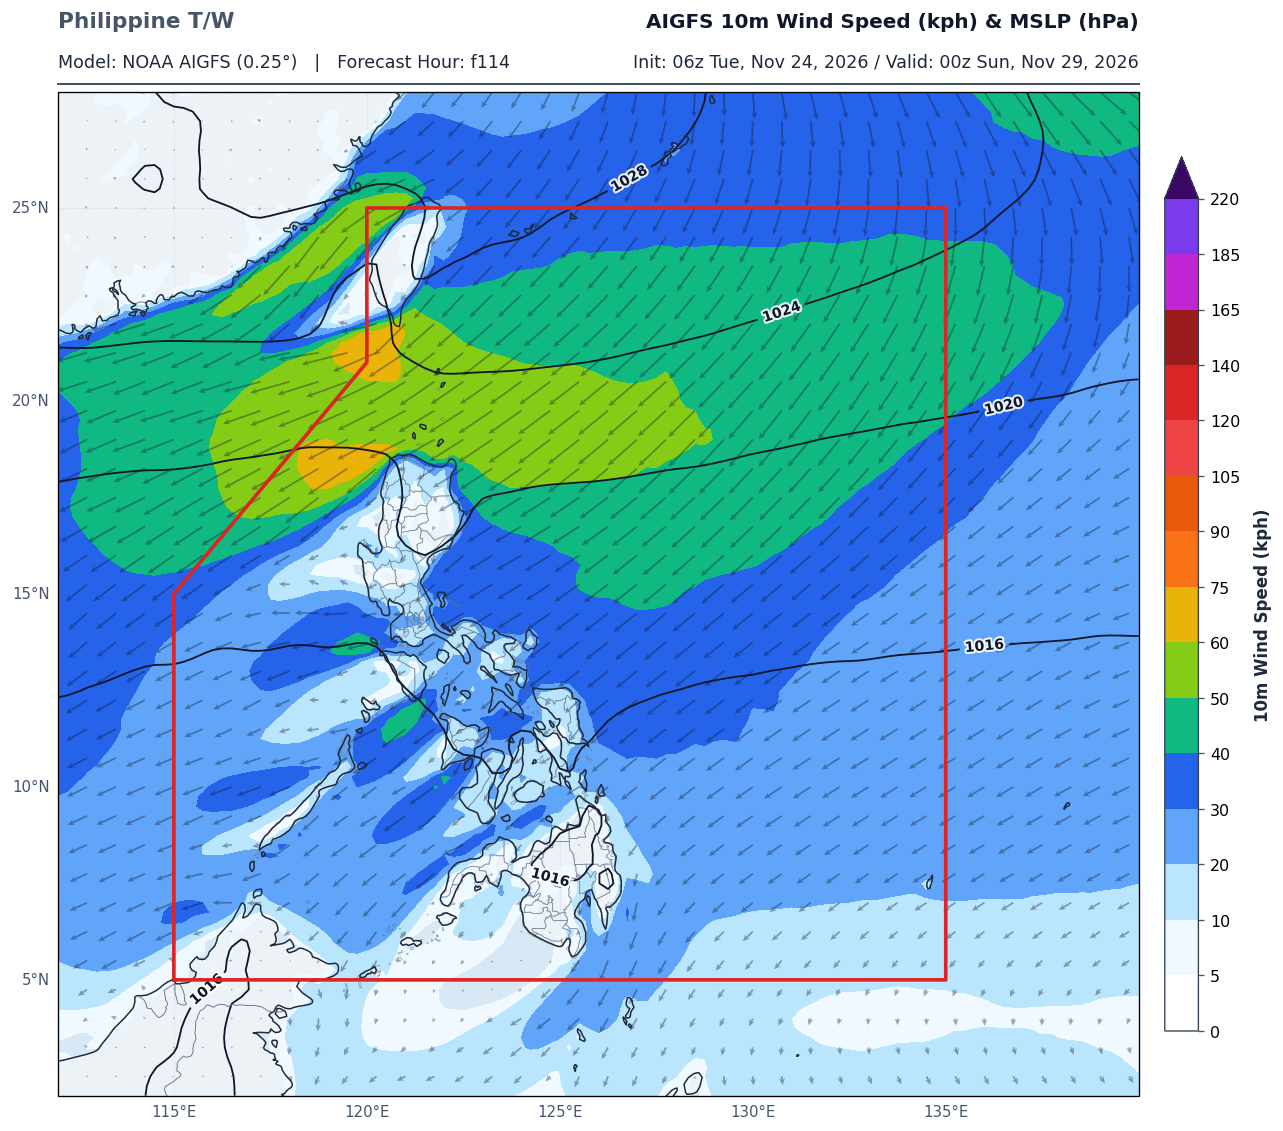 Philippine T/W
AIGFS 10m Wind Speed (kph) & MSLP (hPa)
Model: NOAA AIGFS (0.25°)   |   Forecast Hour: f114
Init: 06z Tue, Nov 24, 2026 / Valid: 00z Sun, Nov 29, 2026
1028
1024
1020
1016
1016
1016
25°N
20°N
15°N
10°N
5°N
115°E
120°E
125°E
130°E
135°E
220
185
165
140
120
105
90
75
60
50
40
30
20
10
5
0
10m Wind Speed (kph)